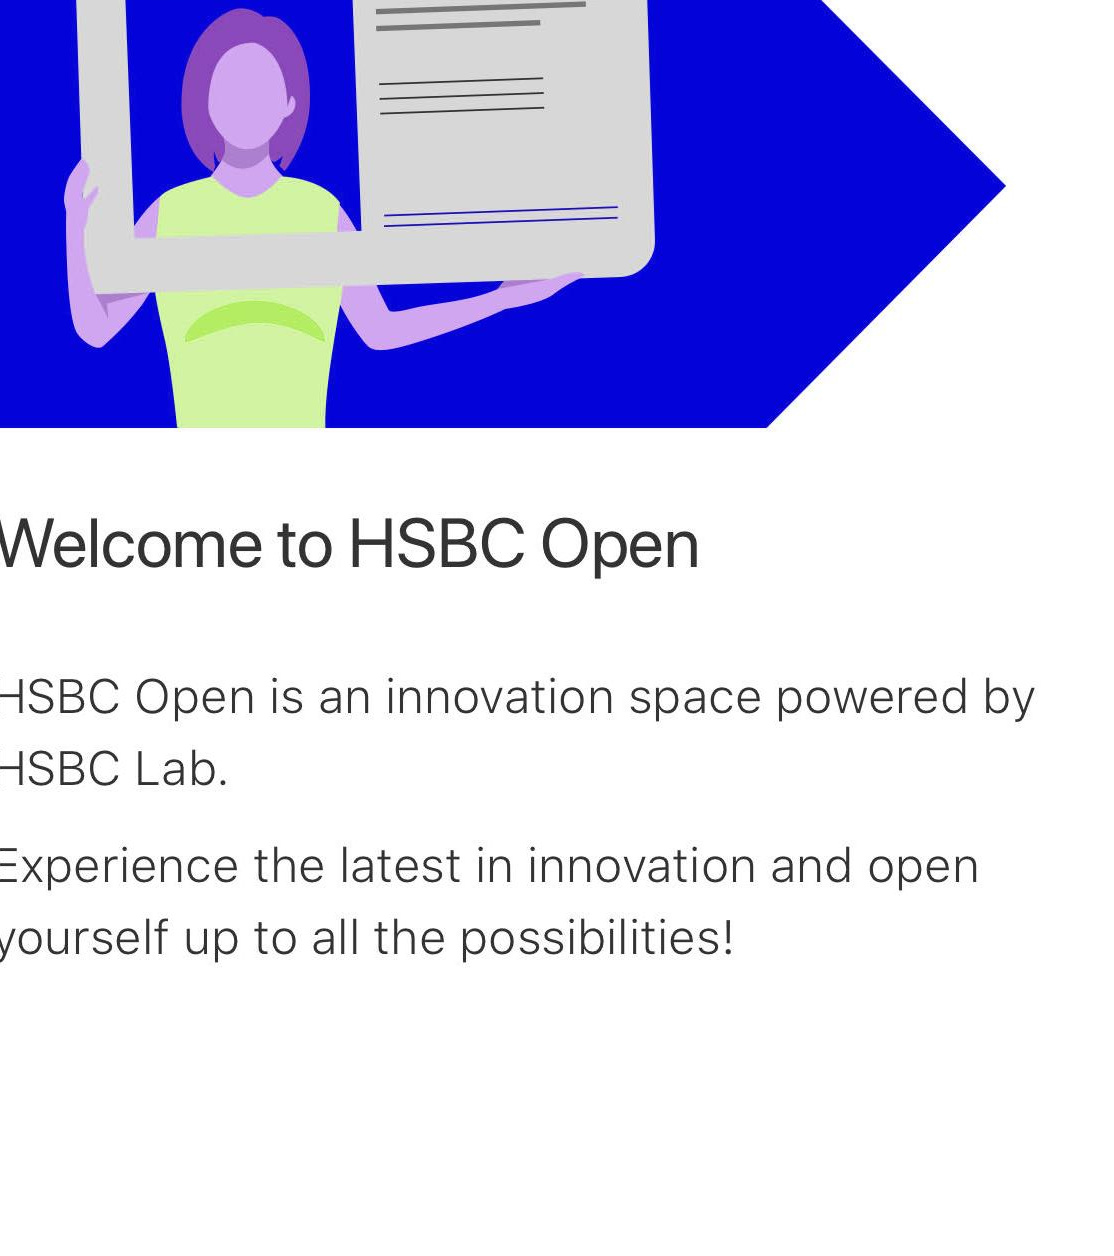 Welcome to HSBC Open
HSBC Open is an innovation space powered by
HSBC Lab.
Experience the latest in innovation and open
yourself up to all the possibilities!